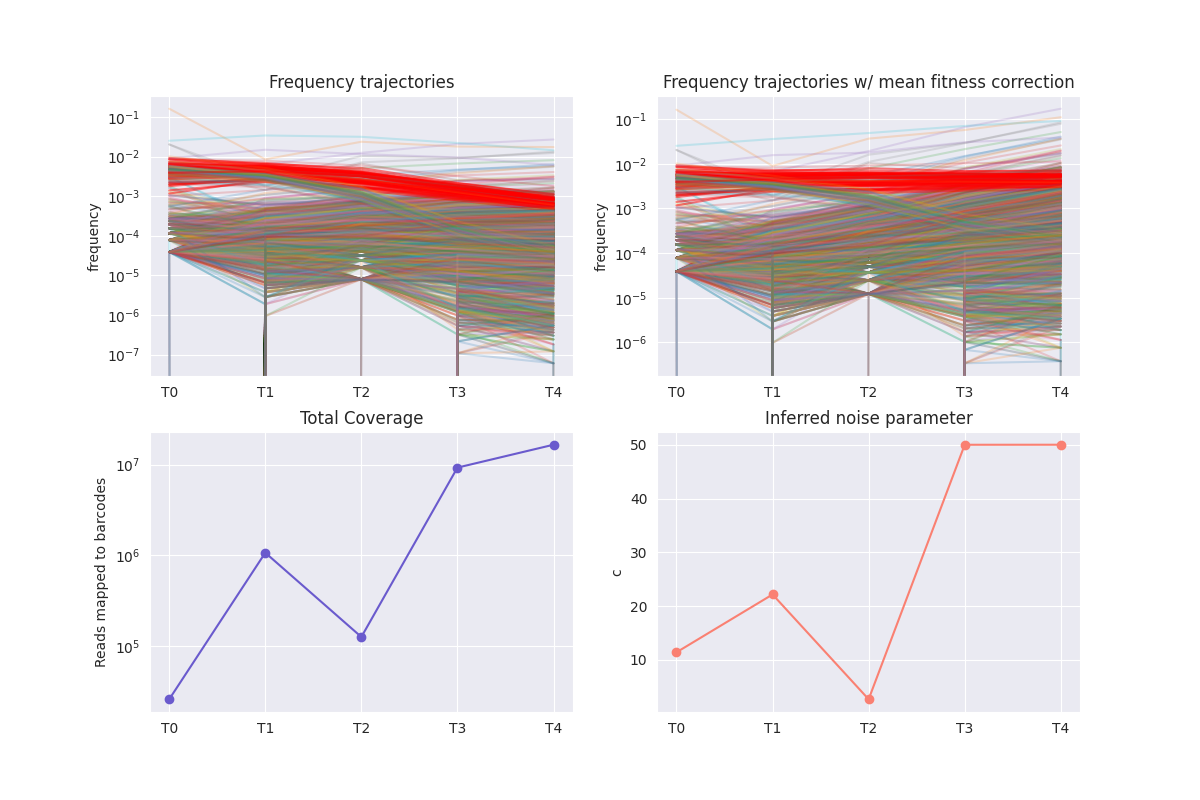 Frequency trajectories
frequency
10⁻¹
10⁻²
10⁻³
10⁻⁴
10⁻⁵
10⁻⁶
10⁻⁷
T0 T1 T2 T3 T4
Frequency trajectories w/ mean fitness correction
frequency
10⁻¹
10⁻²
10⁻³
10⁻⁴
10⁻⁵
10⁻⁶
T0 T1 T2 T3 T4
Total Coverage
Reads mapped to barcodes
10⁷
10⁶
10⁵
T0 T1 T2 T3 T4
Inferred noise parameter
c
50
40
30
20
10
T0 T1 T2 T3 T4